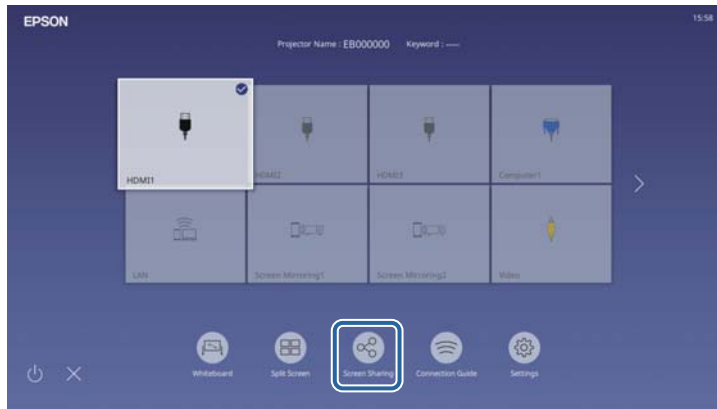 EPSON
15:58
Projector Name : EB000000 Keyword : -----
HDMI1
HDMI2
HDMI3
Computer1
LAN
Screen Mirroring1
Screen Mirroring2
Video
Whiteboard
Split Screen
Screen Sharing
Connection Guide
Settings